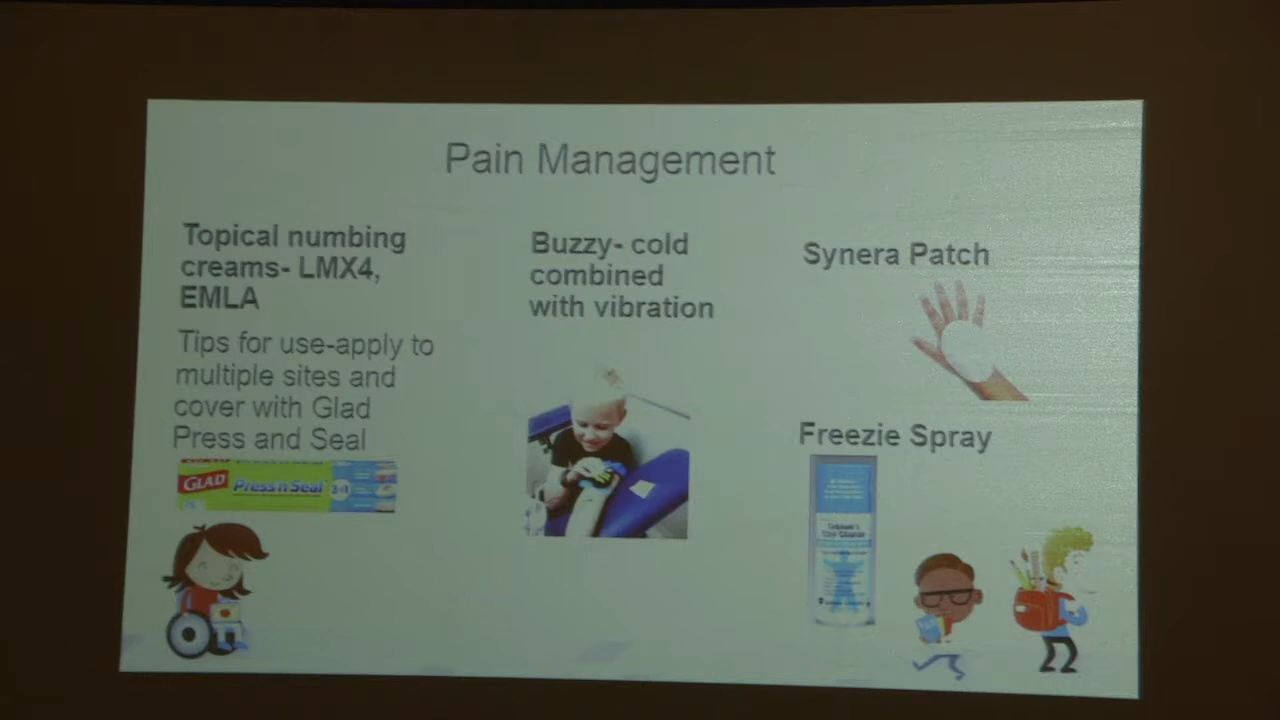 Pain Management
Topical numbing
creams- LMX4,
EMLA
Tips for use-apply to
multiple sites and
cover with Glad
Press and Seal
GLAD
Press'n Seal
3in1
Buzzy- cold
combined
with vibration
Synera Patch
Freezie Spray